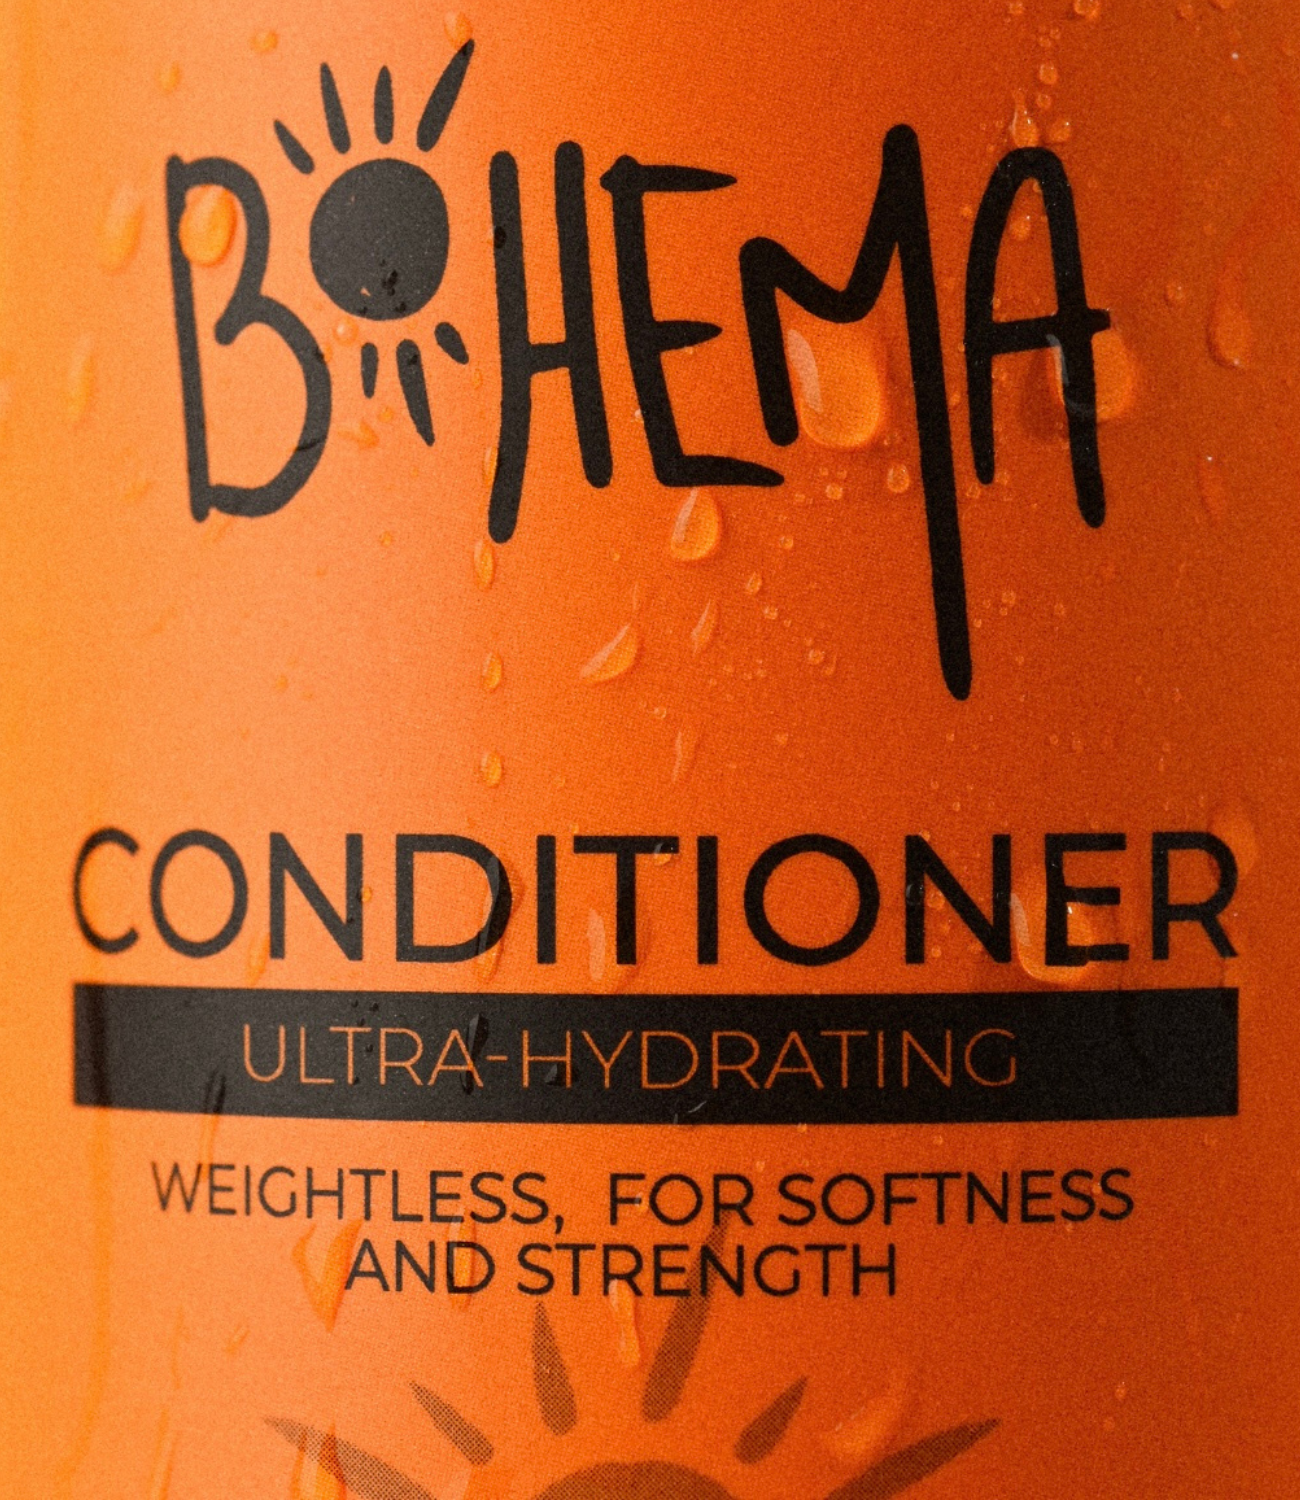 BOHEMA
CONDITIONER
ULTRA-HYDRATING
WEIGHTLESS, FOR SOFTNESS
AND STRENGTH